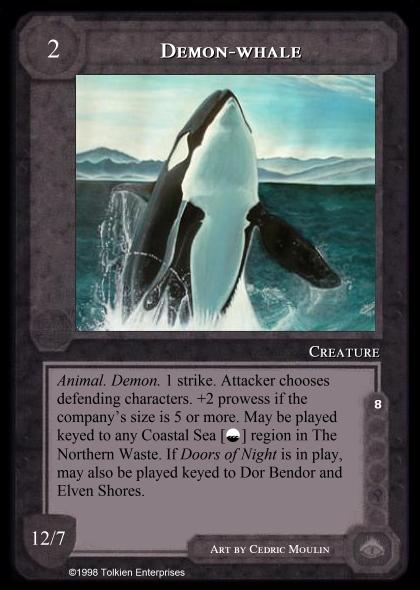 2
DEMON-WHALE
CREATURE
Animal. Demon. 1 strike. Attacker chooses
defending characters. +2 prowess if the
company's size is 5 or more. May be played
keyed to any Coastal Sea [ ] region in The
Northern Waste. If Doors of Night is in play,
may also be played keyed to Dor Bendor and
Elven Shores.
8
12/7
ART BY CEDRIC MOULIN
©1998 Tolkien Enterprises